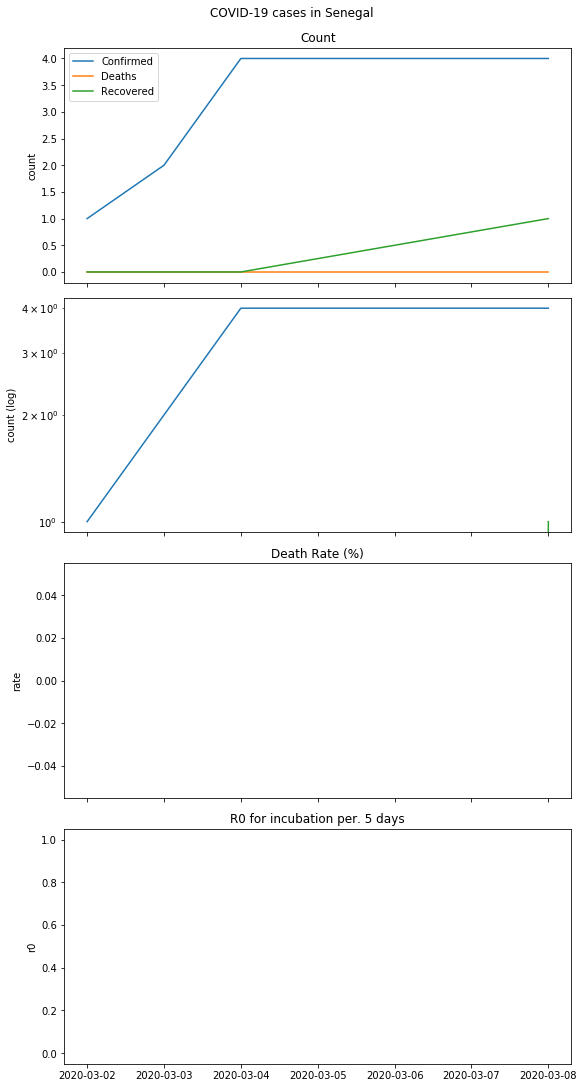 COVID-19 cases in Senegal
Count
Confirmed
Deaths
Recovered
4.0
3.5
3.0
2.5
2.0
1.5
1.0
0.5
0.0
count
4 × 10⁰
3 × 10⁰
2 × 10⁰
10⁰
count (log)
Death Rate (%)
0.04
0.02
0.00
−0.02
−0.04
rate
R0 for incubation per. 5 days
1.0
0.8
0.6
0.4
0.2
0.0
r0
2020-03-02 2020-03-03 2020-03-04 2020-03-05 2020-03-06 2020-03-07 2020-03-08